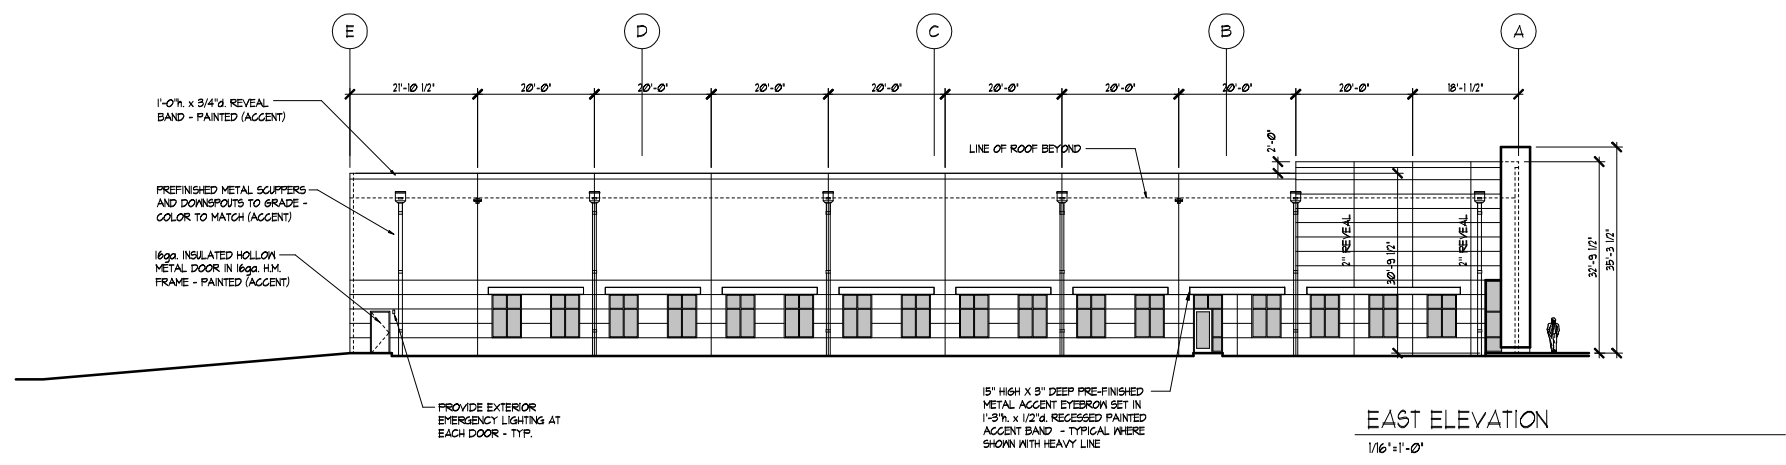 E
D
C
B
A
21'-10 1/2"
20'-0"
20'-0"
20'-0"
20'-0"
20'-0"
20'-0"
20'-0"
20'-0"
18'-1 1/2"
1'-0"h. x 3/4"d. REVEAL
BAND - PAINTED (ACCENT)
LINE OF ROOF BEYOND
2'-0"
PREFINISHED METAL SCUPPERS
AND DOWNSPOUTS TO GRADE -
COLOR TO MATCH (ACCENT)
2" REVEAL
30'-9 1/2"
2" REVEAL
32'-9 1/2"
35'-3 1/2"
16ga. INSULATED HOLLOW
METAL DOOR IN 16ga. H.M.
FRAME - PAINTED (ACCENT)
PROVIDE EXTERIOR
EMERGENCY LIGHTING AT
EACH DOOR - TYP.
15" HIGH X 3" DEEP PRE-FINISHED
METAL ACCENT EYEBROW SET IN
1'-3"h. x 1/2"d. RECESSED PAINTED
ACCENT BAND - TYPICAL WHERE
SHOWN WITH HEAVY LINE
EAST ELEVATION
1/16"=1'-0"